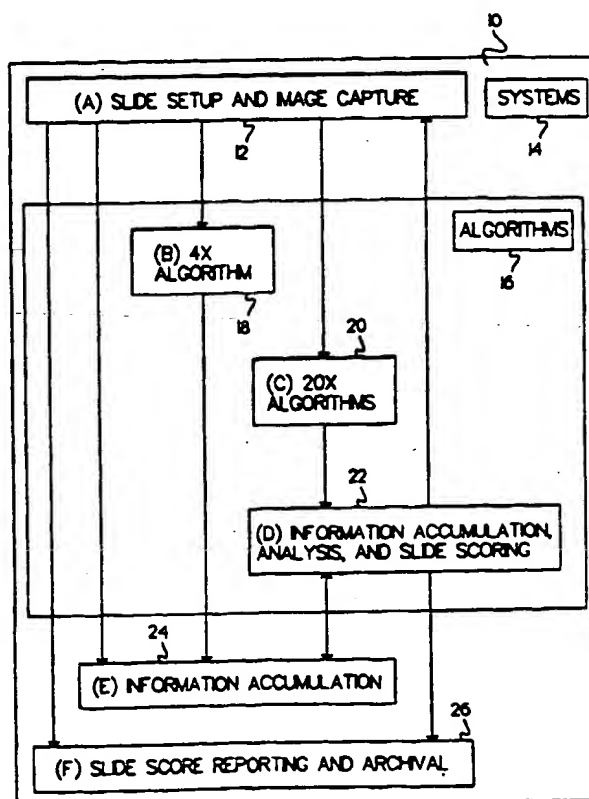 10
(A) SLIDE SETUP AND IMAGE CAPTURE
12
SYSTEMS
14
ALGORITHMS
16
(B) 4X
ALGORITHM
18
20
(C) 20X
ALGORITHMS
22
(D) INFORMATION ACCUMULATION,
ANALYSIS, AND SLIDE SCORING
24
(E) INFORMATION ACCUMULATION
26
(F) SLIDE SCORE REPORTING AND ARCHIVAL